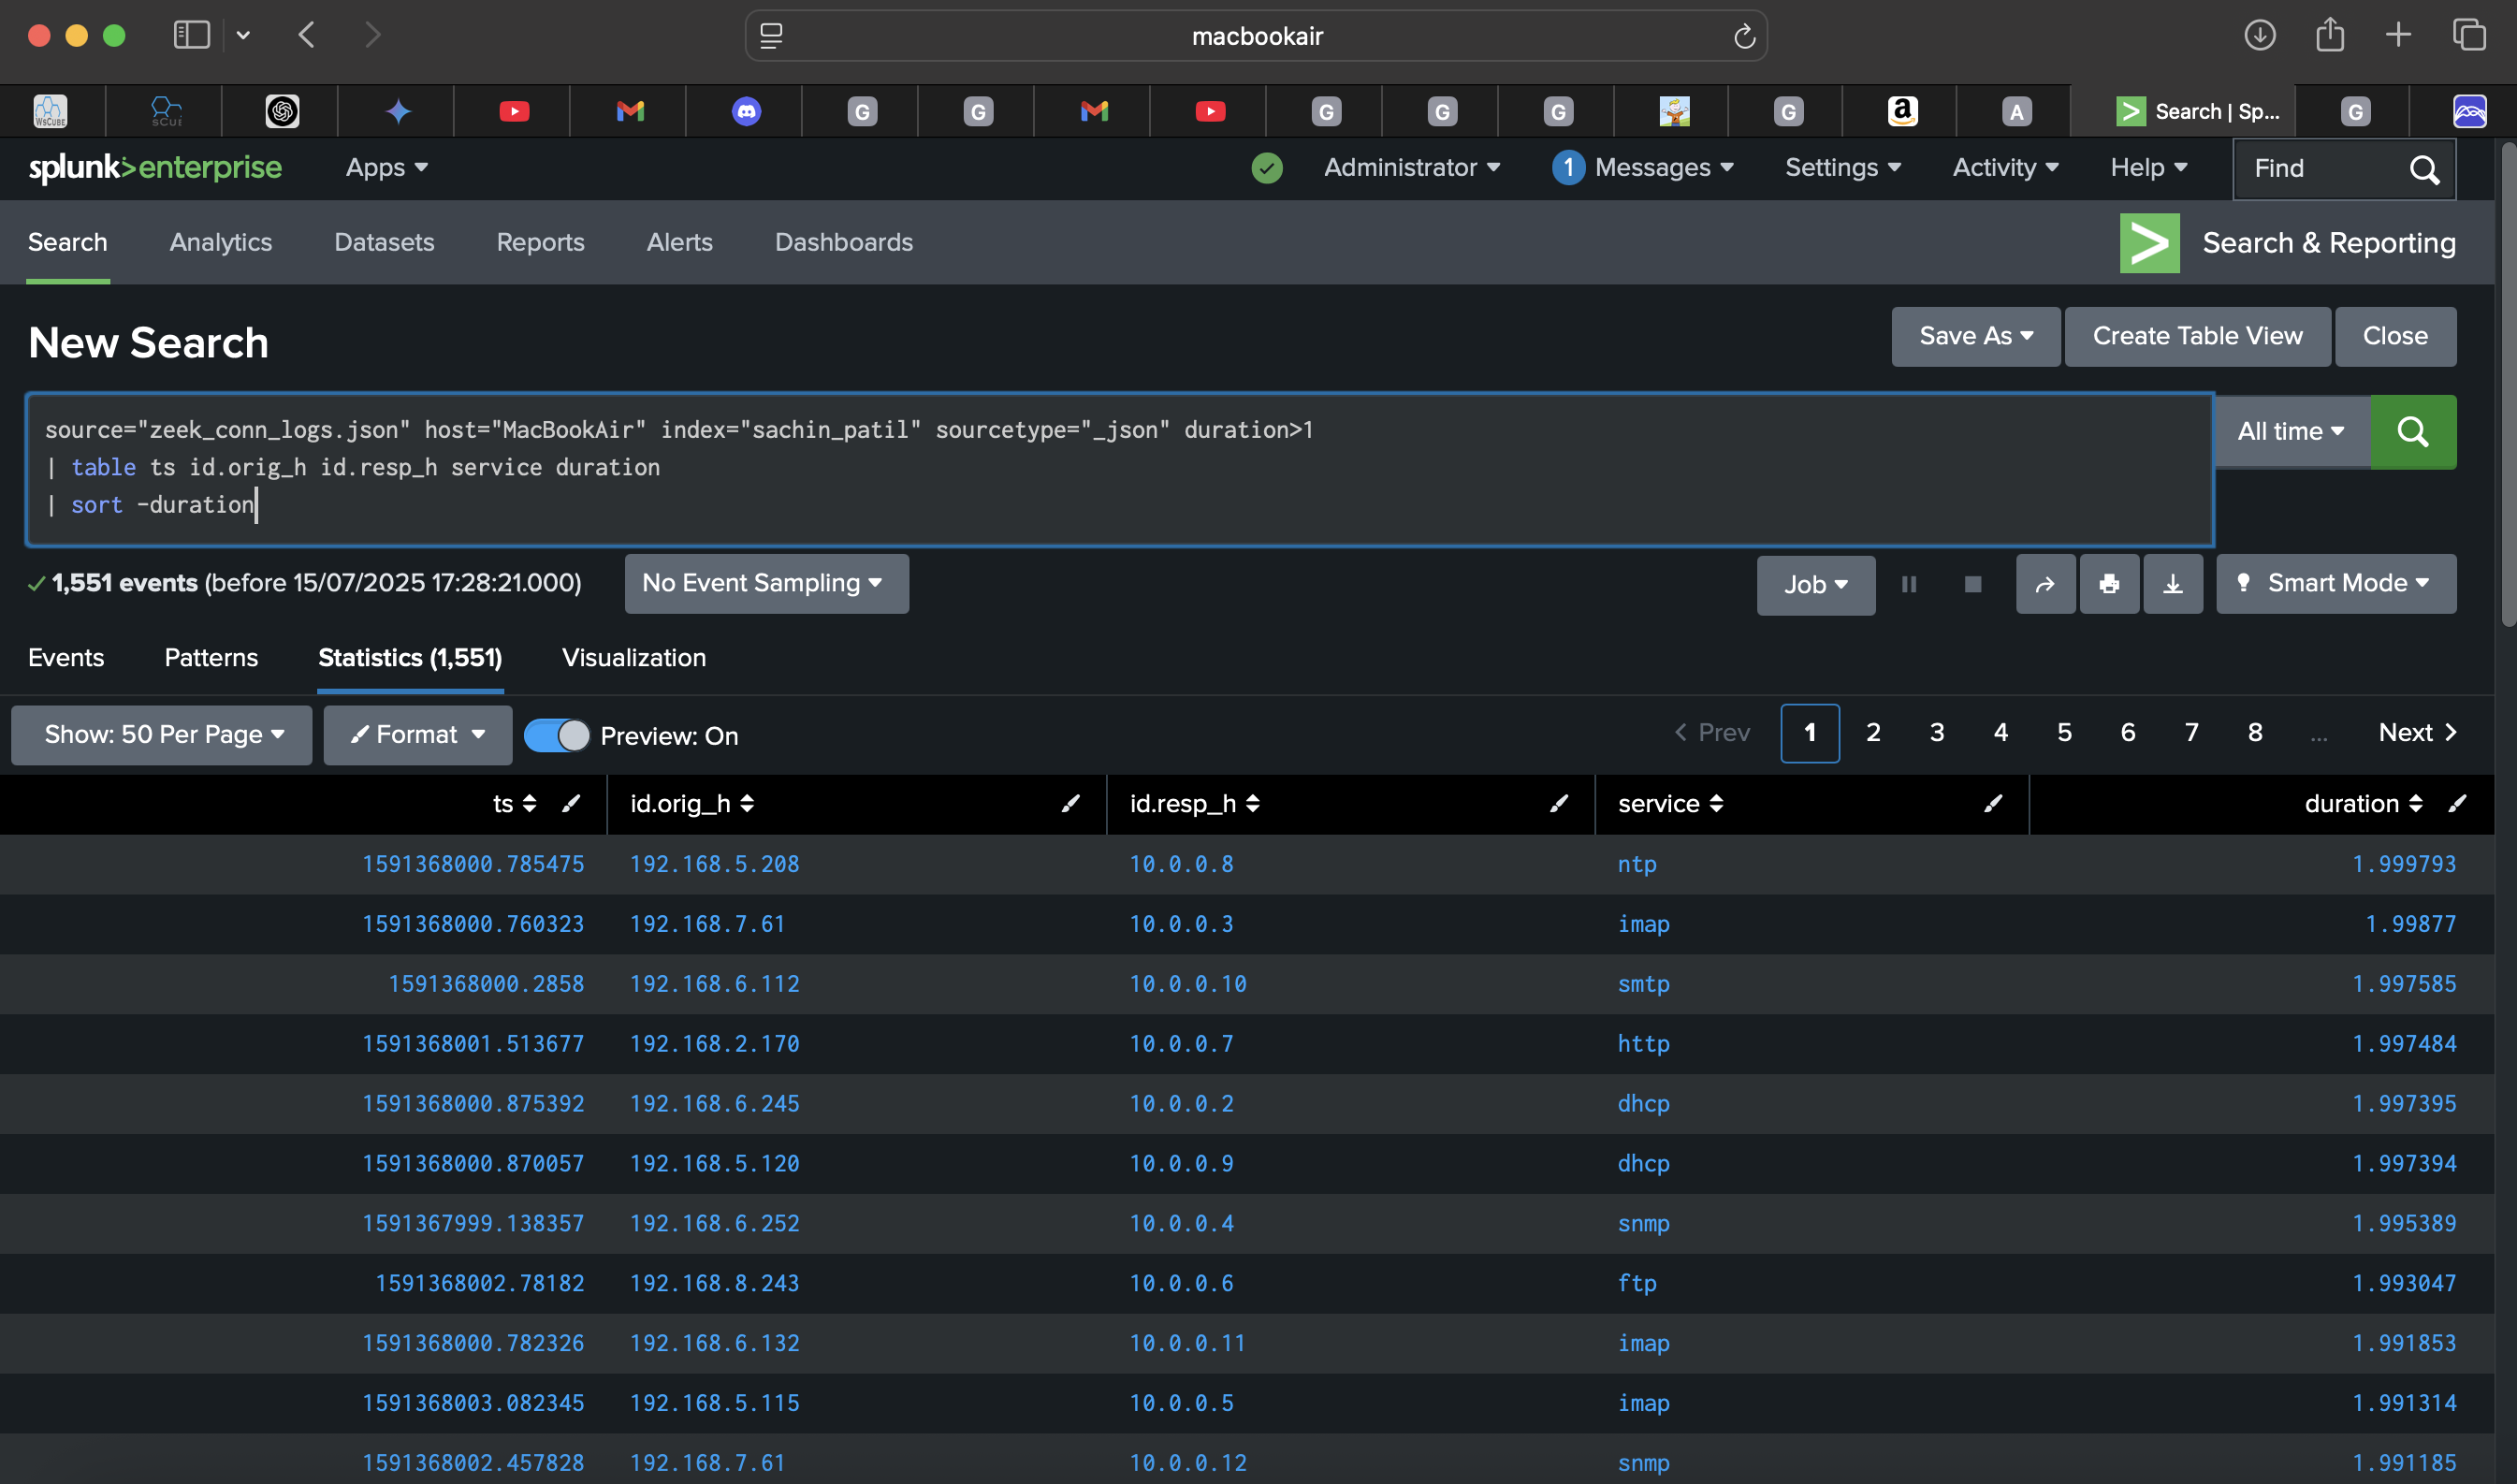 macbookair
WsCUBE
SCUI
G
G
G
G
G
G
a
A
Search | Sp...
G
splunk>enterprise
Apps
Administrator
1 Messages
Settings
Activity
Help
Find
Search
Analytics
Datasets
Reports
Alerts
Dashboards
Search & Reporting
New Search
Save As
Create Table View
Close
source="zeek_conn_logs.json" host="MacBookAir" index="sachin_patil" sourcetype="_json" duration>1
| table ts id.orig_h id.resp_h service duration
| sort -duration
All time
1,551 events (before 15/07/2025 17:28:21.000)
No Event Sampling
Job
Smart Mode
Events
Patterns
Statistics (1,551)
Visualization
Show: 50 Per Page
Format
Preview: On
< Prev 1 2 3 4 5 6 7 8 ... Next >
ts id.orig_h id.resp_h service duration
1591368000.785475 192.168.5.208 10.0.0.8 ntp 1.999793
1591368000.760323 192.168.7.61 10.0.0.3 imap 1.99877
1591368000.2858 192.168.6.112 10.0.0.10 smtp 1.997585
1591368001.513677 192.168.2.170 10.0.0.7 http 1.997484
1591368000.875392 192.168.6.245 10.0.0.2 dhcp 1.997395
1591368000.870057 192.168.5.120 10.0.0.9 dhcp 1.997394
1591367999.138357 192.168.6.252 10.0.0.4 snmp 1.995389
1591368002.78182 192.168.8.243 10.0.0.6 ftp 1.993047
1591368000.782326 192.168.6.132 10.0.0.11 imap 1.991853
1591368003.082345 192.168.5.115 10.0.0.5 imap 1.991314
1591368002.457828 192.168.7.61 10.0.0.12 snmp 1.991185